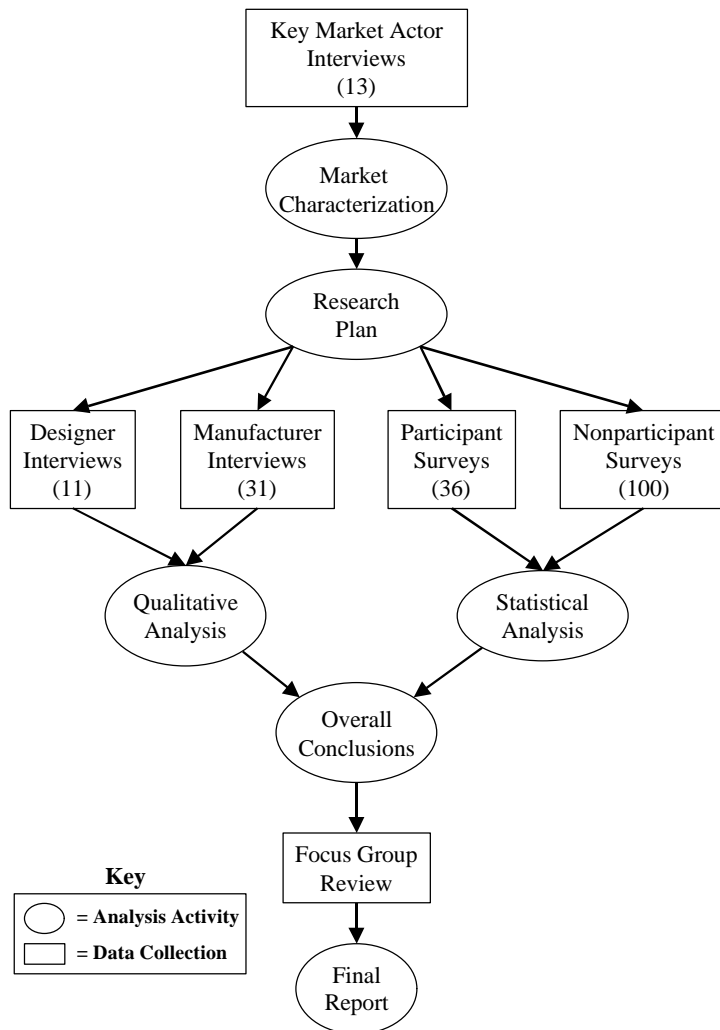 Key Market Actor
Interviews
(13)
Market
Characterization
Research
Plan
Designer
Interviews
(11)
Manufacturer
Interviews
(31)
Participant
Surveys
(36)
Nonparticipant
Surveys
(100)
Qualitative
Analysis
Statistical
Analysis
Overall
Conclusions
Focus Group
Review
Key
= Analysis Activity
= Data Collection
Final
Report